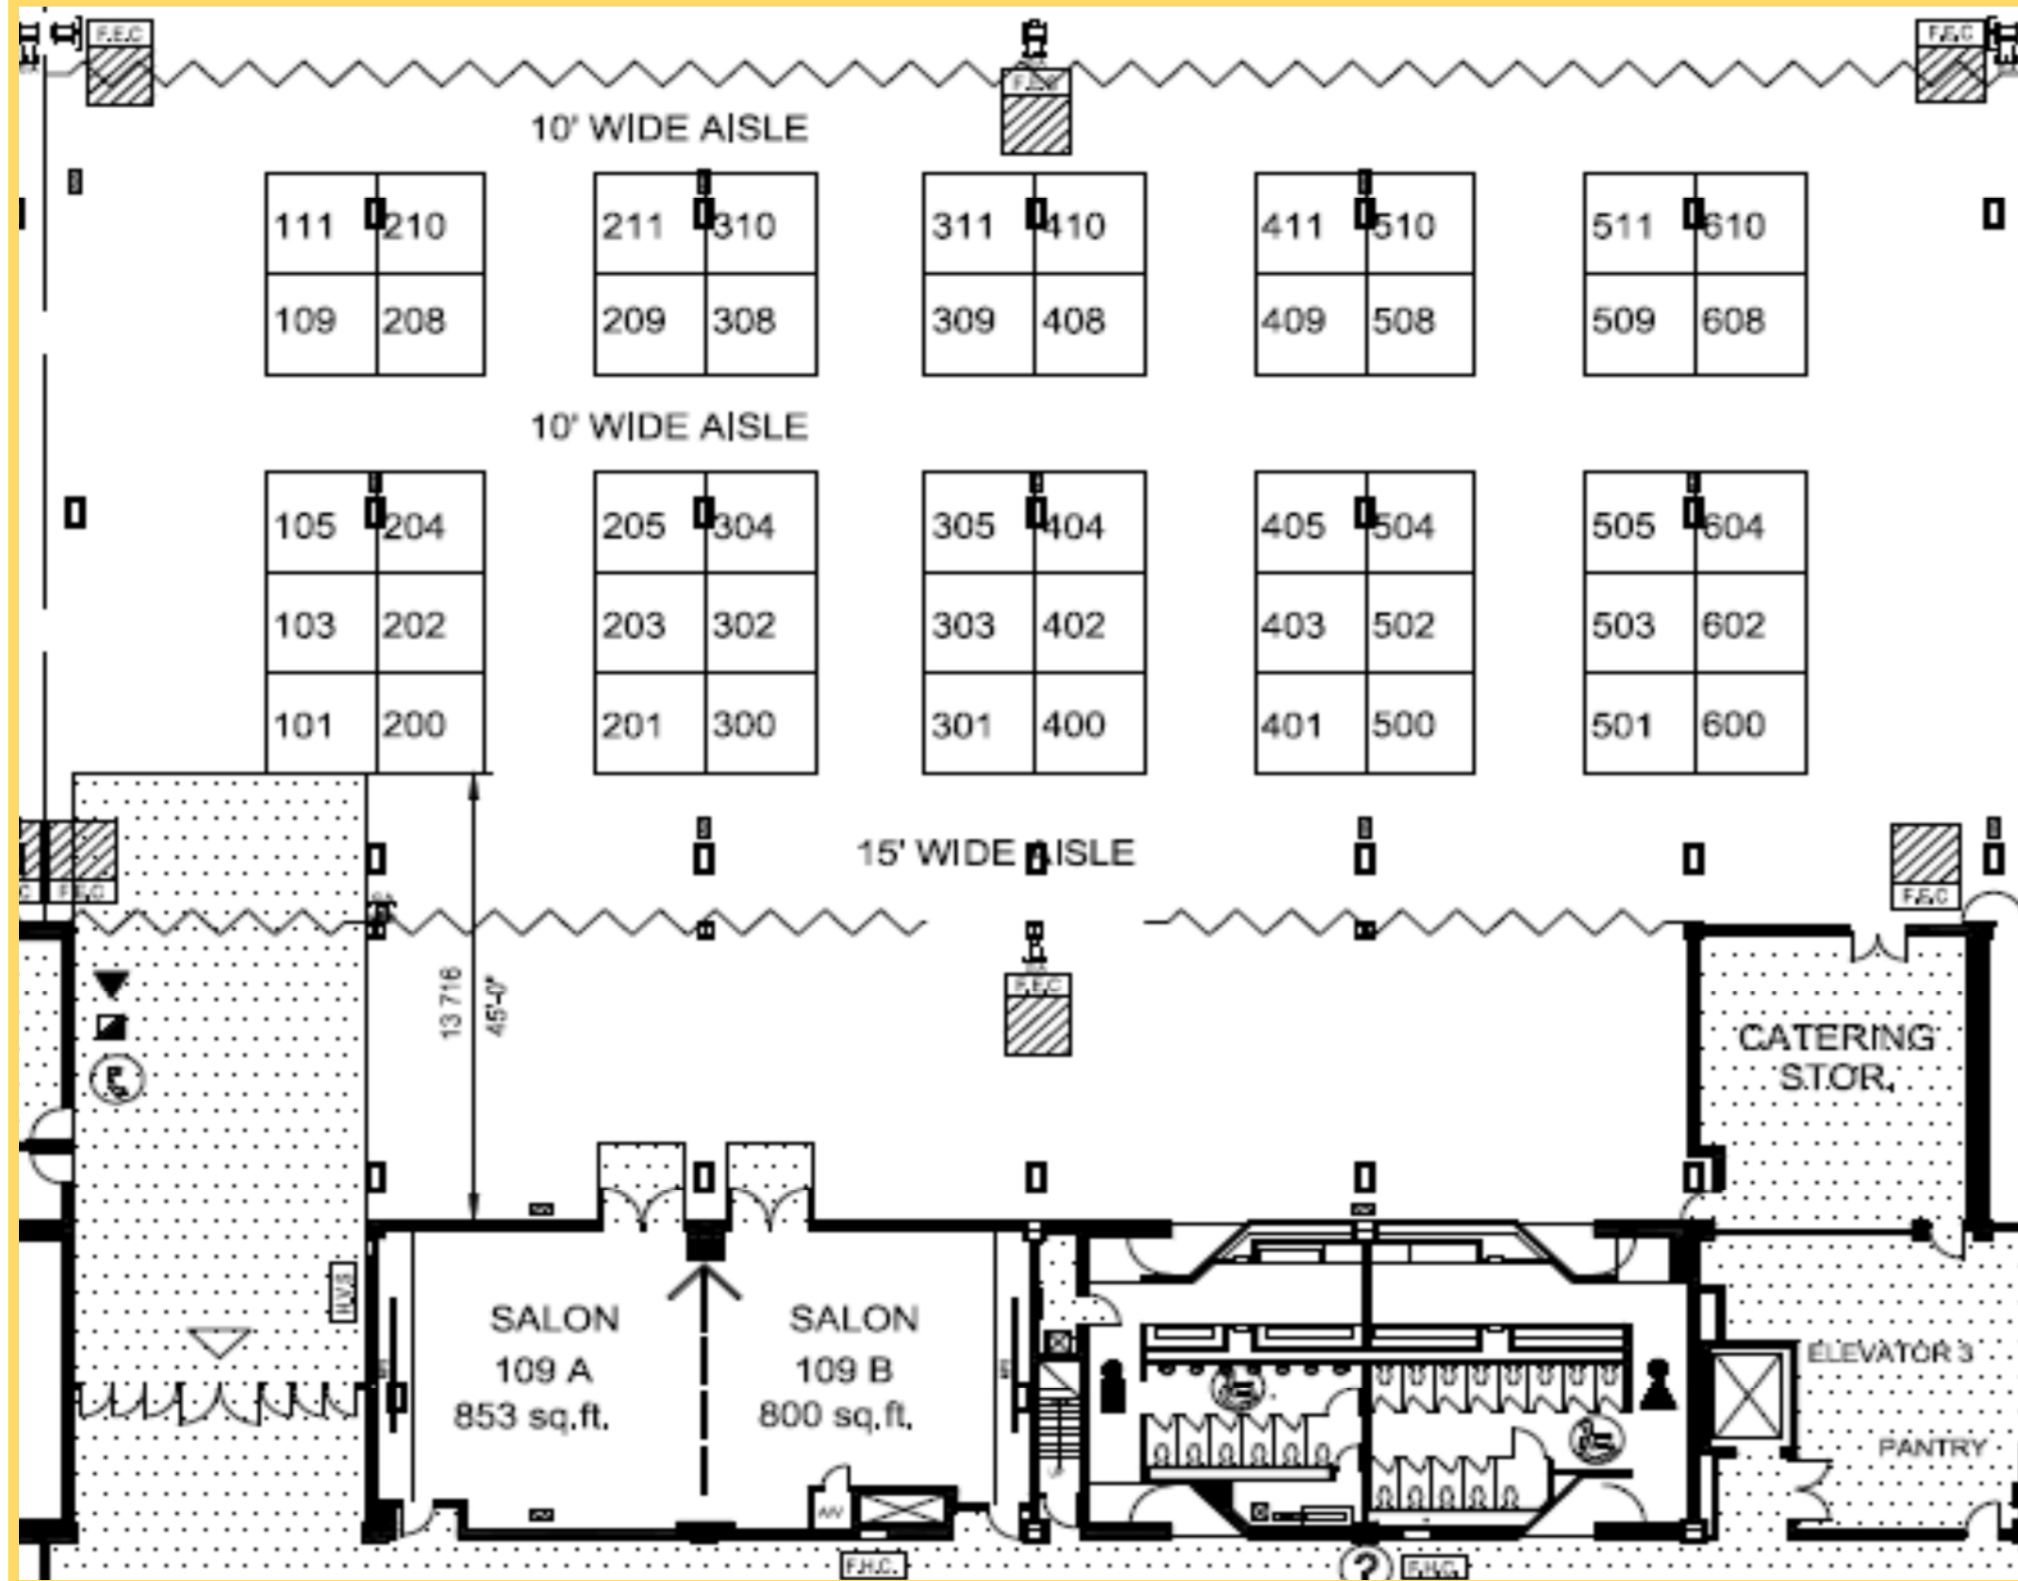 F.E.C
F.E.C
F.E.C
10' WIDE AISLE
111 210 211 310 311 410 411 510 511 610
109 208 209 308 309 408 409 508 509 608
10' WIDE AISLE
105 204 205 304 305 404 405 504 505 604
103 202 203 302 303 402 403 502 503 602
101 200 201 300 301 400 401 500 501 600
15' WIDE AISLE
F.E.C
F.E.C
F.E.C
13 716
45'-0"
CATERING
STOR.
SALON
109 A
853 sq.ft.
SALON
109 B
800 sq.ft.
ELEVATOR 3
PANTRY
UP
A/V
F.H.C.
?
F.H.C.